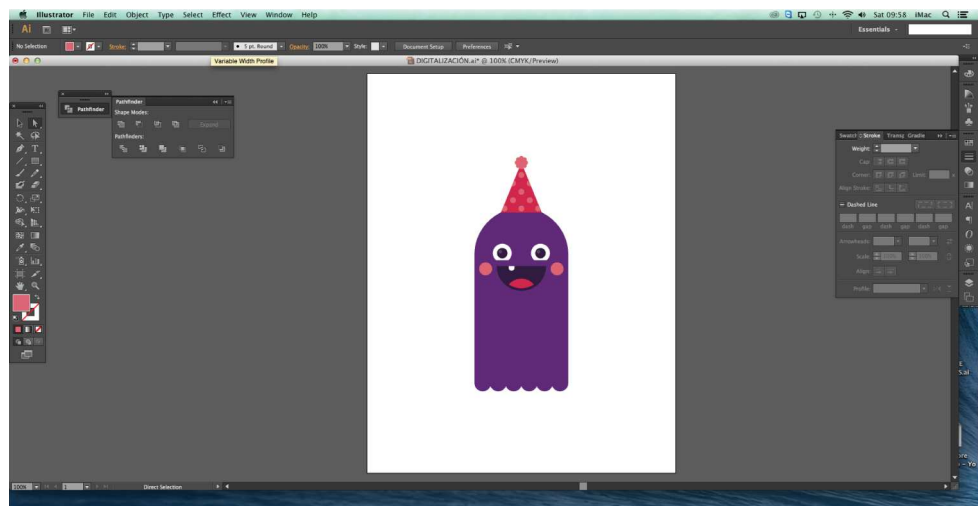 Illustrator File Edit Object Type Select Effect View Window Help
Sat 09:58 iMac
Ai
Essentials
No Selection Stroke: 5 pt. Round Opacity: 100% Style: Document Setup Preferences
Variable Width Profile
DIGITALIZACIÓN.ai* @ 100% (CMYK/Preview)
Pathfinder
Pathfinder
Shape Modes:
Expand
Pathfinders:
Swatch Stroke Transp Gradie
Weight:
Cap:
Corner: Limit:
Align Stroke:
Dashed Line
dash gap dash gap dash gap
Arrowheads:
Scale: 100% 100%
Align:
Profile:
100% 1 Direct Selection